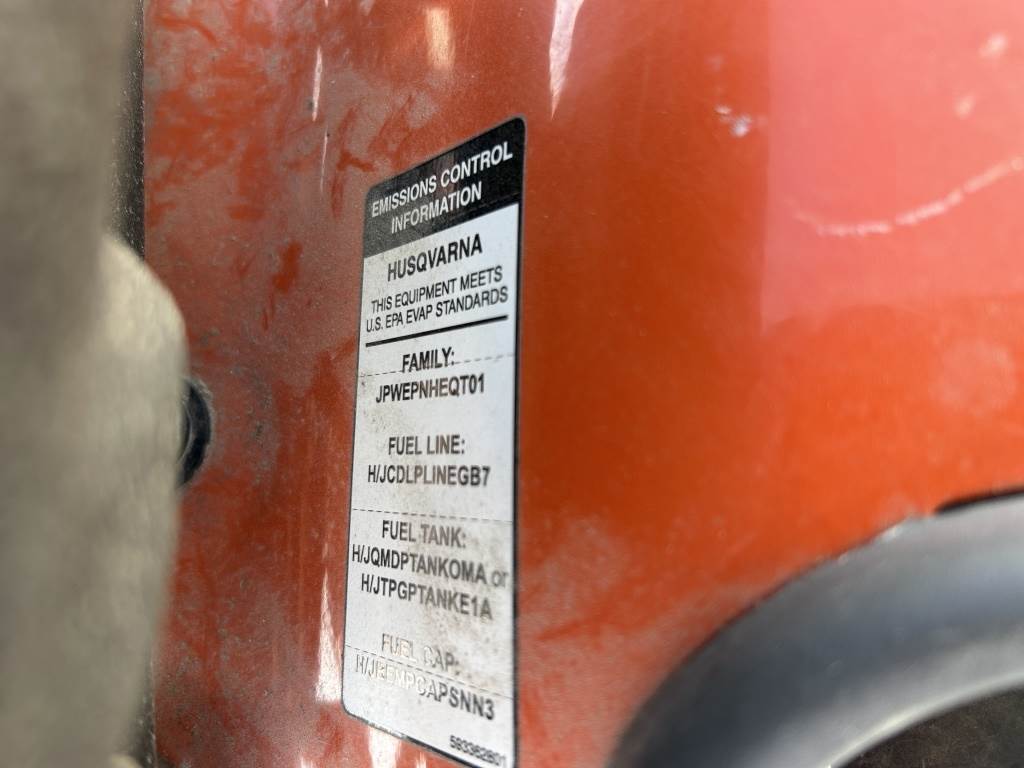 EMISSIONS CONTROL
INFORMATION
HUSQVARNA
THIS EQUIPMENT MEETS
U.S. EPA EVAP STANDARDS
FAMILY:
JPWEPNHEQT01
FUEL LINE:
H/JCDLPLINEGB7
FUEL TANK:
H/JQMDPTANKOMA or
H/JTPGPTANKE1A
FUEL CAP: